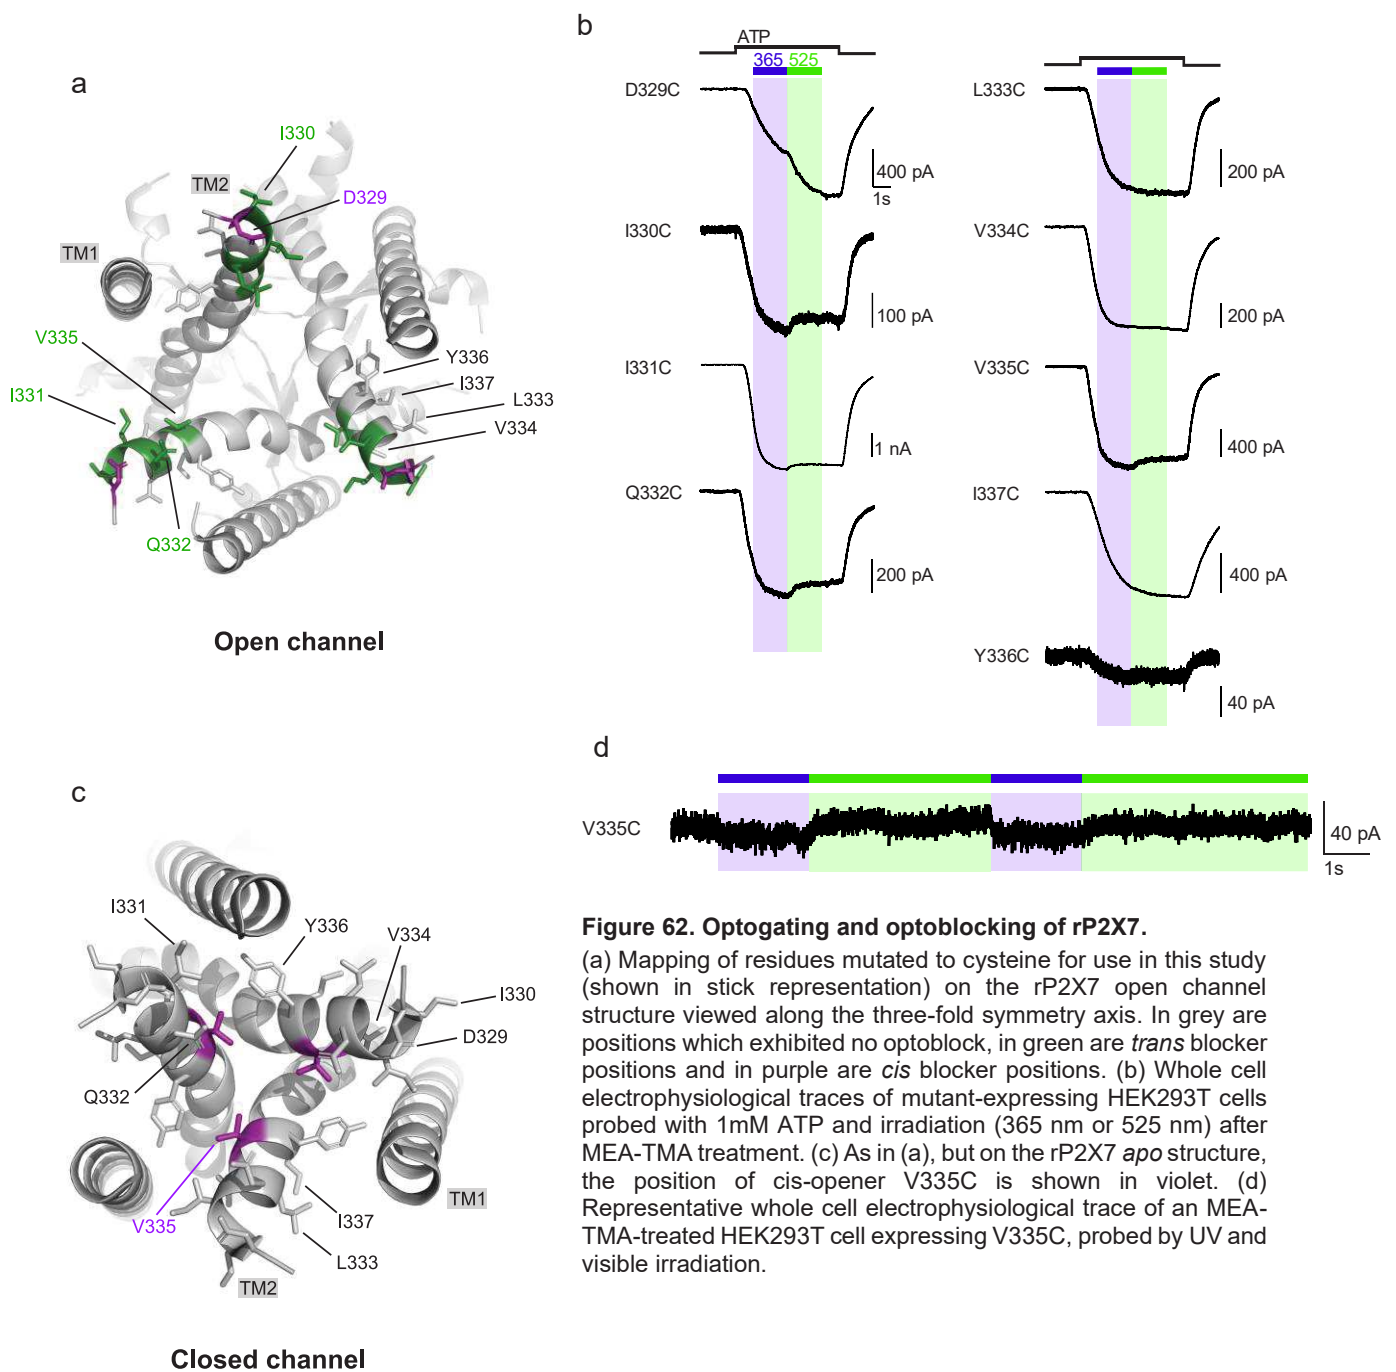 a
I330
TM2
D329
TM1
V335
Y336
I337
I331
L333
V334
Q332
Open channel
b
ATP
365 525
D329C
400 pA
1s
I330C
100 pA
I331C
1 nA
Q332C
200 pA
L333C
200 pA
V334C
200 pA
V335C
400 pA
I337C
400 pA
Y336C
40 pA
c
I331
Y336
V334
I330
D329
Q332
TM1
V335
I337
L333
TM2
Closed channel
d
V335C
40 pA
1s
Figure 62. Optogating and optoblocking of rP2X7.
(a) Mapping of residues mutated to cysteine for use in this study
(shown in stick representation) on the rP2X7 open channel
structure viewed along the three-fold symmetry axis. In grey are
positions which exhibited no optoblock, in green are trans blocker
positions and in purple are cis blocker positions. (b) Whole cell
electrophysiological traces of mutant-expressing HEK293T cells
probed with 1mM ATP and irradiation (365 nm or 525 nm) after
MEA-TMA treatment. (c) As in (a), but on the rP2X7 apo structure,
the position of cis-opener V335C is shown in violet. (d)
Representative whole cell electrophysiological trace of an MEA-
TMA-treated HEK293T cell expressing V335C, probed by UV and
visible irradiation.